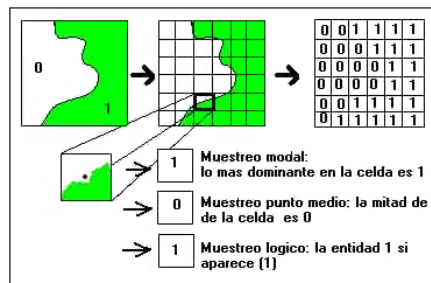 0
1
0 0 1 1 1 1
0 0 0 1 1 1
0 0 0 0 1 1
0 0 0 0 1 1
0 0 1 1 1 1
0 1 1 1 1 1
1 Muestreo modal:
lo mas dominante en la celda es 1
0 Muestreo punto medio: la mitad de
de la celda es 0
1 Muestreo logico: la entidad 1 si
aparece (1)